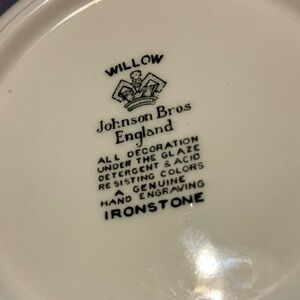 WILLOW
Johnson Bros
England
ALL DECORATION
UNDER THE GLAZE
DETERGENT & ACID
RESISTING COLORS
A GENUINE
HAND ENGRAVING
IRONSTONE